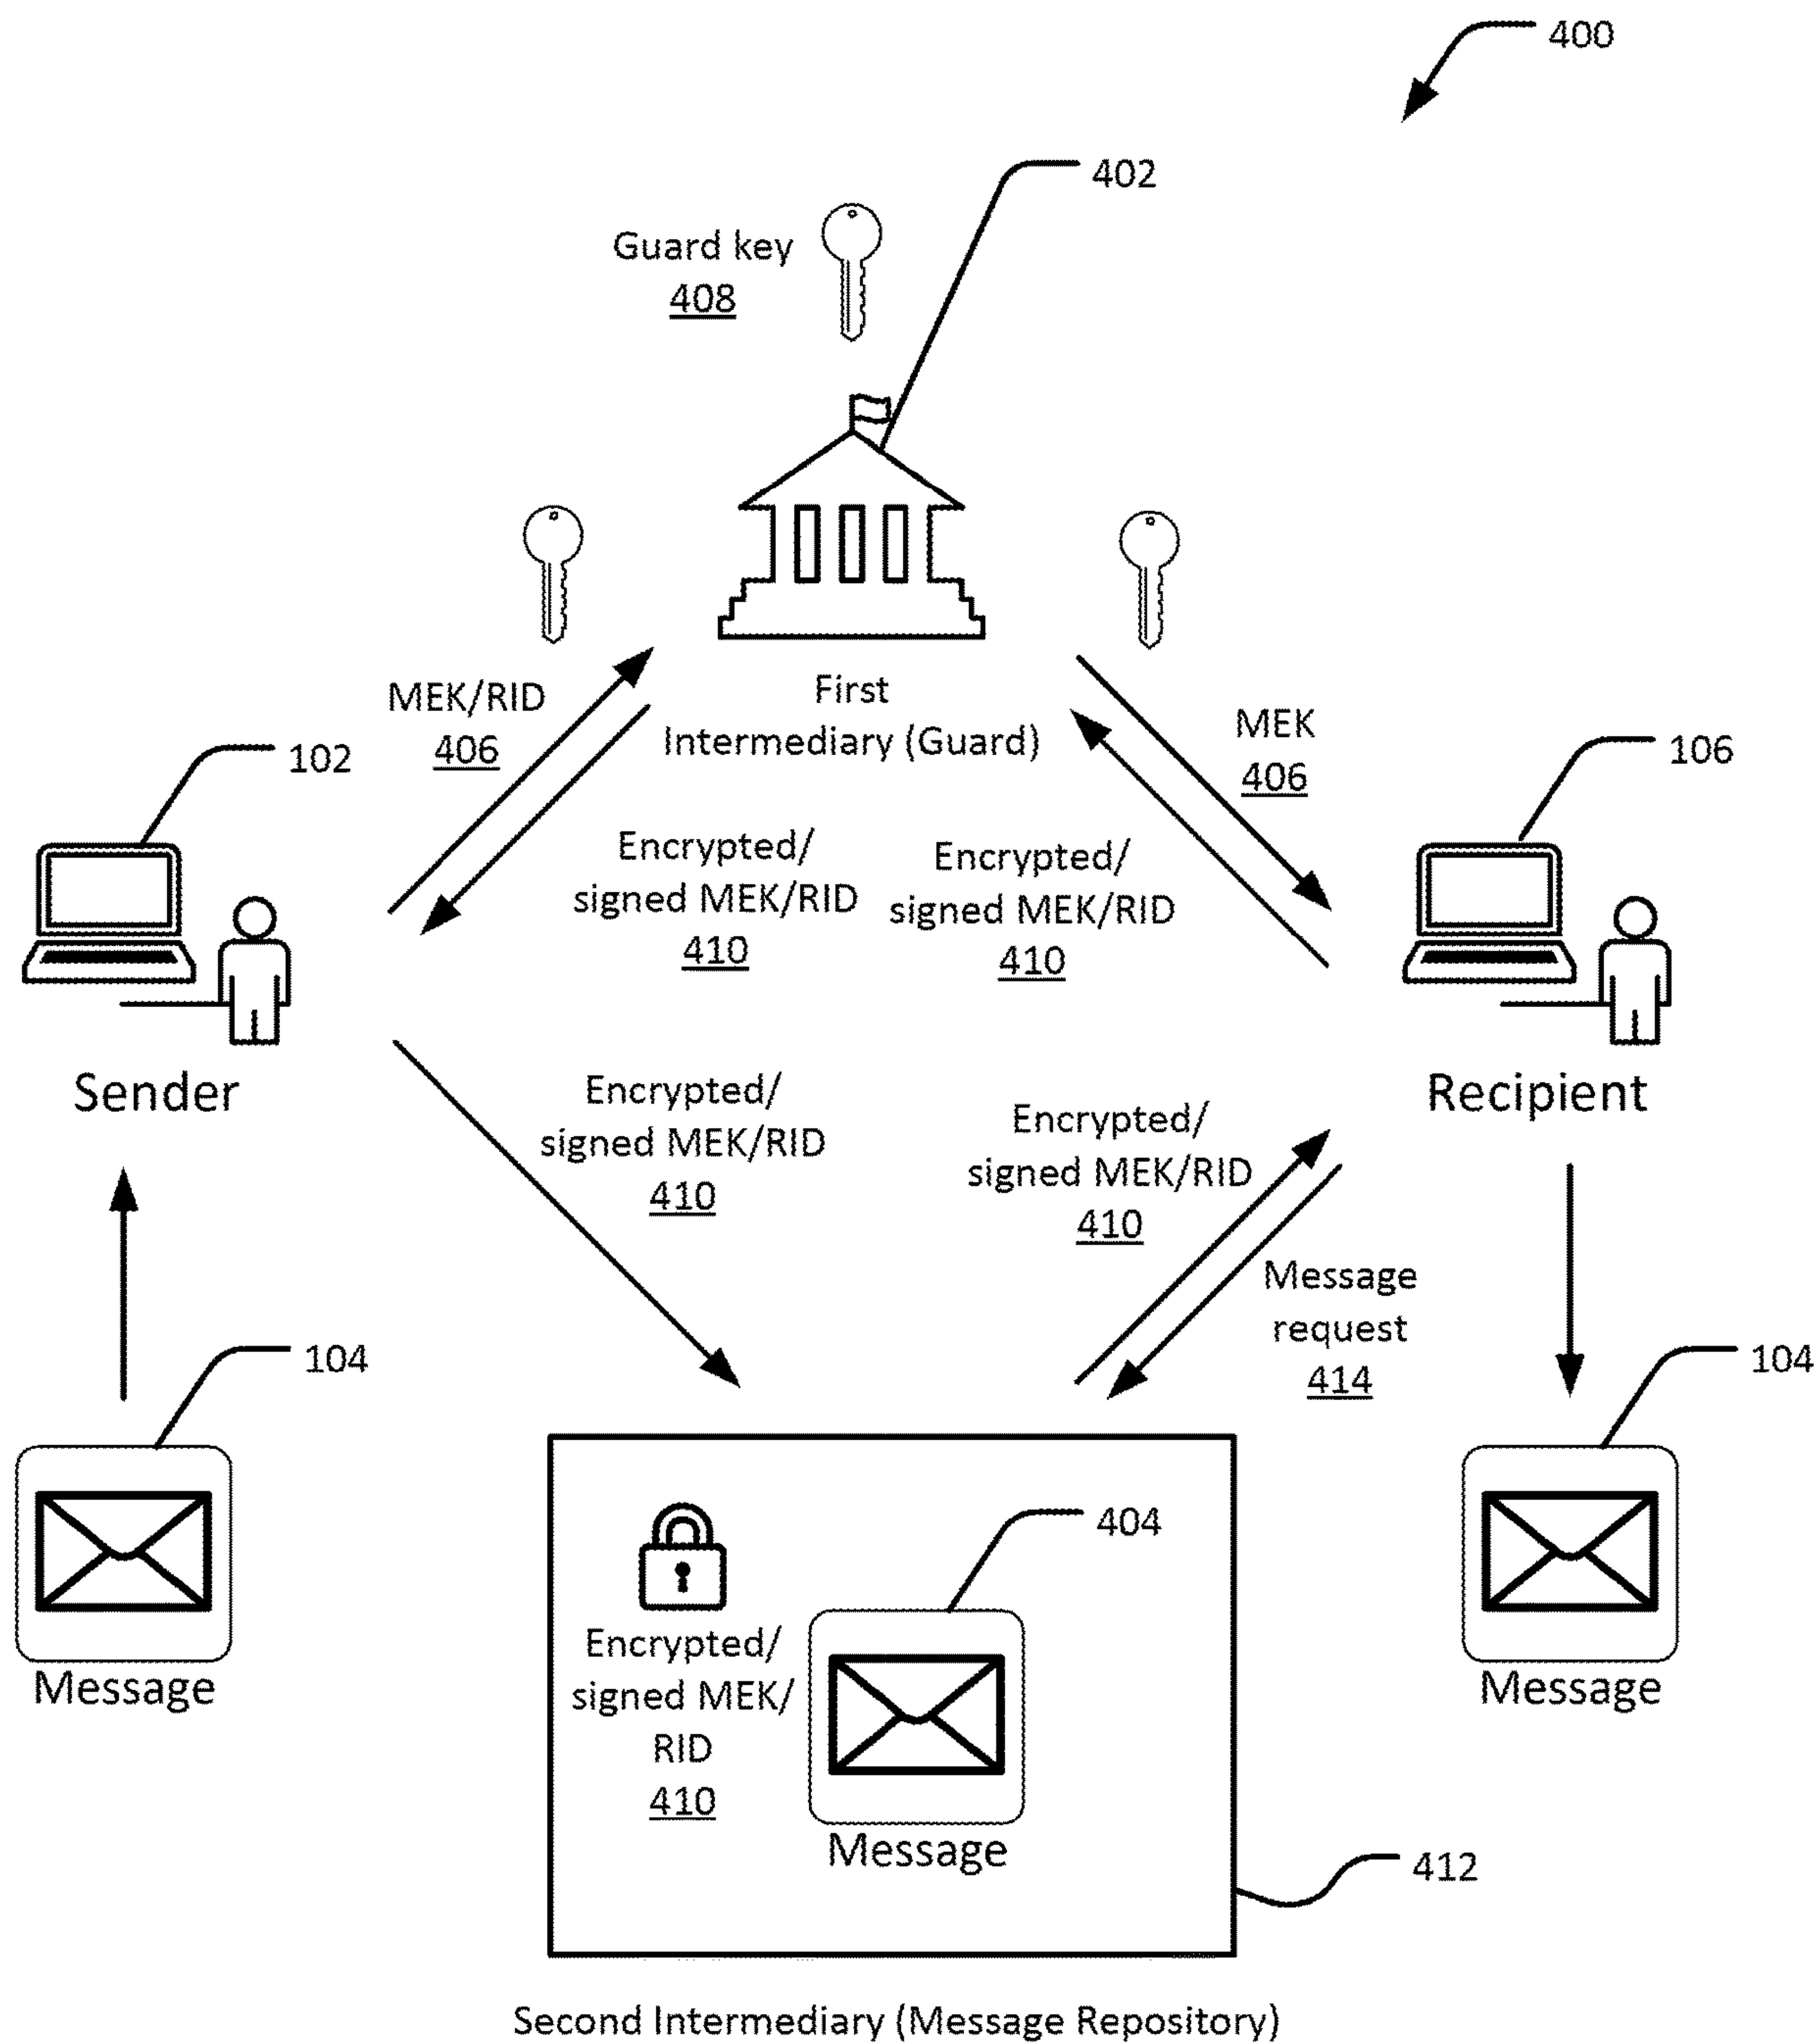 400
402
Guard key
408
MEK/RID
406
First
Intermediary (Guard)
MEK
406
102
106
Encrypted/
signed MEK/RID
410
Encrypted/
signed MEK/RID
410
Sender
Recipient
Encrypted/
signed MEK/RID
410
Encrypted/
signed MEK/RID
410
Message
request
414
104
104
Message
Message
404
Encrypted/
signed MEK/
RID
410
Message
412
Second Intermediary (Message Repository)